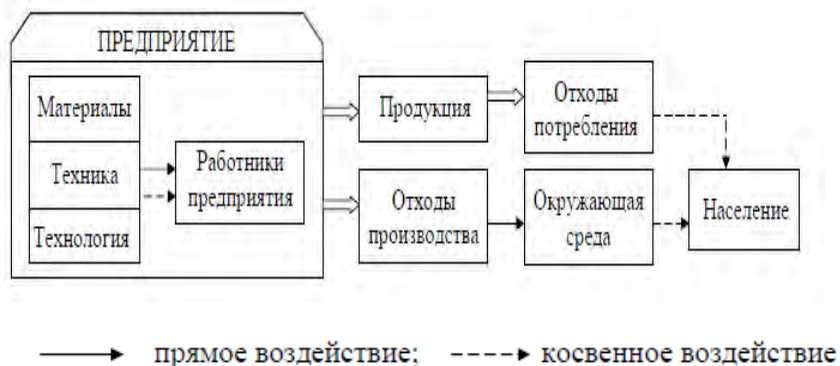 ПРЕДПРИЯТИЕ
Материалы
Техника
Технология
Работники
предприятия
Продукция
Отходы
потребления
Отходы
производства
Окружающая
среда
Население
прямое воздействие;
косвенное воздействие